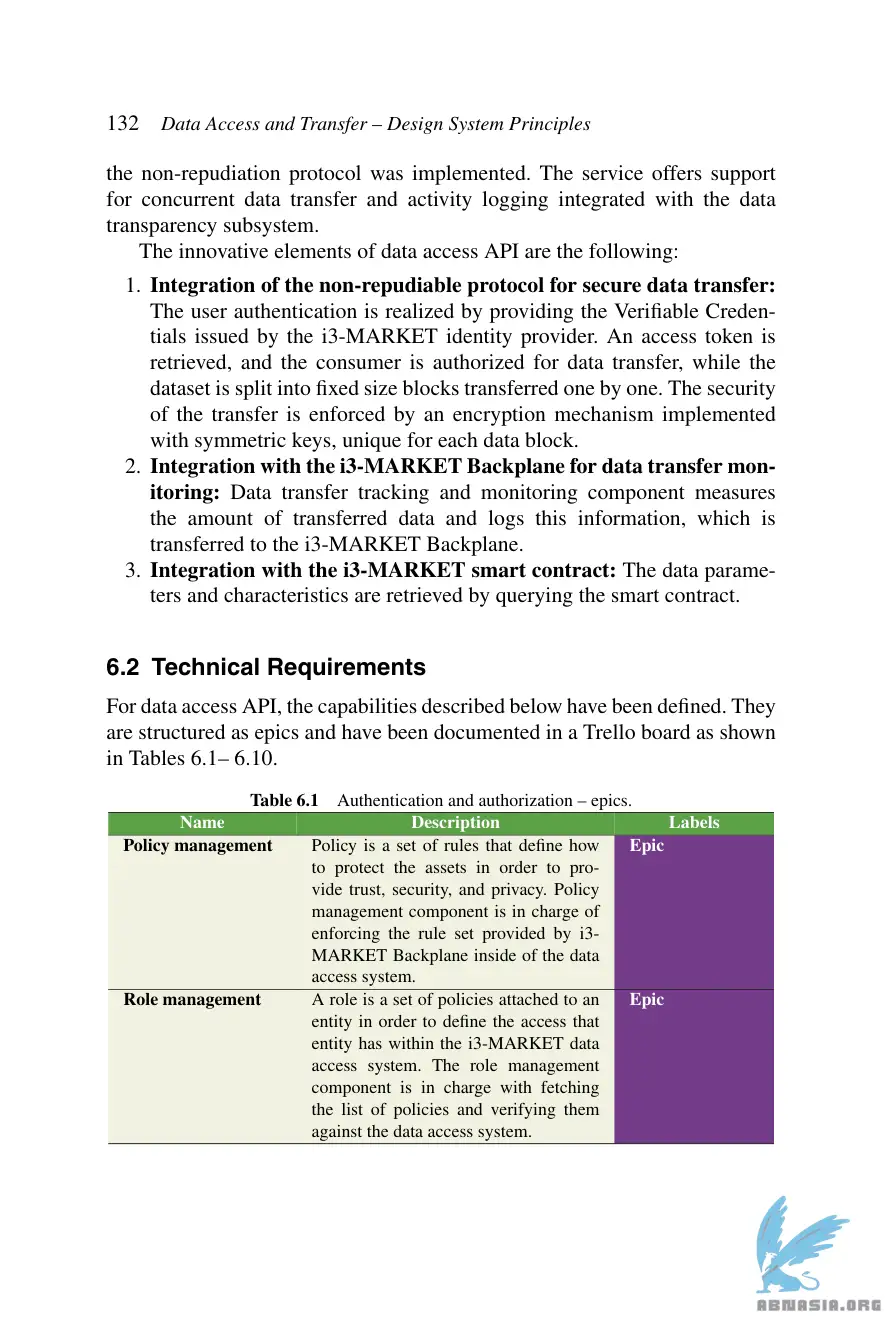 132 Data Access and Transfer – Design System Principles
the non-repudiation protocol was implemented. The service offers support
for concurrent data transfer and activity logging integrated with the data
transparency subsystem.
The innovative elements of data access API are the following:
1. Integration of the non-repudiable protocol for secure data transfer:
The user authentication is realized by providing the Verifiable Creden-
tials issued by the i3-MARKET identity provider. An access token is
retrieved, and the consumer is authorized for data transfer, while the
dataset is split into fixed size blocks transferred one by one. The security
of the transfer is enforced by an encryption mechanism implemented
with symmetric keys, unique for each data block.
2. Integration with the i3-MARKET Backplane for data transfer mon-
itoring: Data transfer tracking and monitoring component measures
the amount of transferred data and logs this information, which is
transferred to the i3-MARKET Backplane.
3. Integration with the i3-MARKET smart contract: The data parame-
ters and characteristics are retrieved by querying the smart contract.
6.2 Technical Requirements
For data access API, the capabilities described below have been defined. They
are structured as epics and have been documented in a Trello board as shown
in Tables 6.1– 6.10.
Table 6.1 Authentication and authorization – epics.
Name Description Labels
Policy management Policy is a set of rules that define how Epic
to protect the assets in order to pro-
vide trust, security, and privacy. Policy
management component is in charge of
enforcing the rule set provided by i3-
MARKET Backplane inside of the data
access system.
Role management A role is a set of policies attached to an Epic
entity in order to define the access that
entity has within the i3-MARKET data
access system. The role management
component is in charge with fetching
the list of policies and verifying them
against the data access system.
ABNASIA.ORG